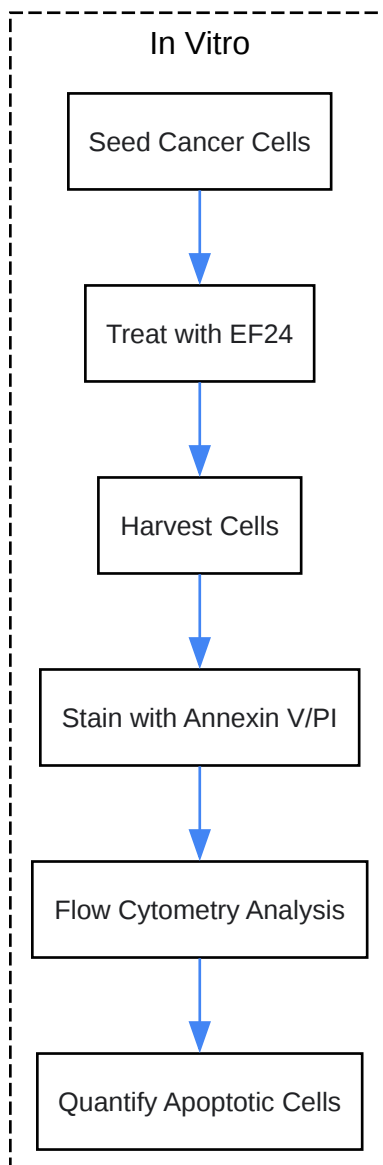 In Vitro
Seed Cancer Cells
Treat with EF24
Harvest Cells
Stain with Annexin V/PI
Flow Cytometry Analysis
Quantify Apoptotic Cells